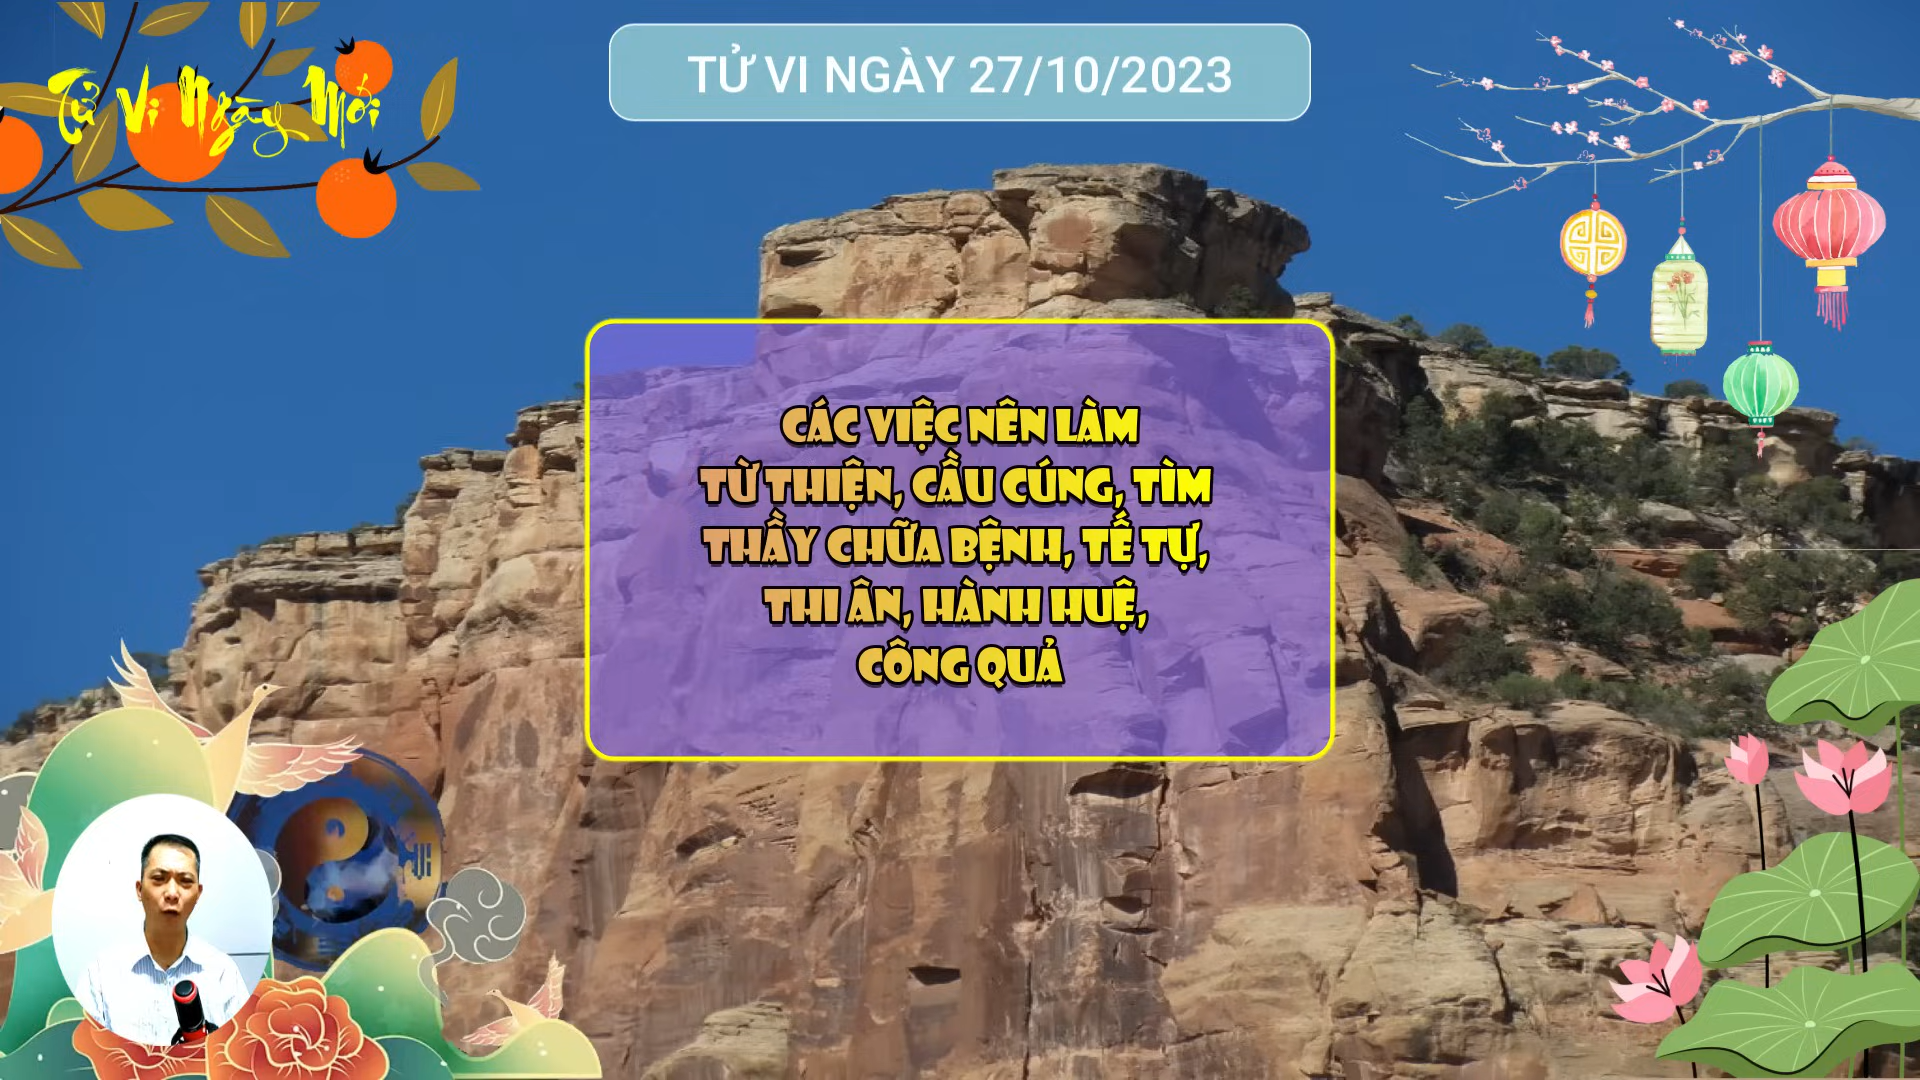 Tử Vi Ngày Mới
TỬ VI NGÀY 27/10/2023
CÁC VIỆC NÊN LÀM
TỪ THIỆN, CẦU CÚNG, TÌM
THẦY CHỮA BỆNH, TẾ TỰ,
THI ÂN, HÀNH HUỆ,
CÔNG QUẢ